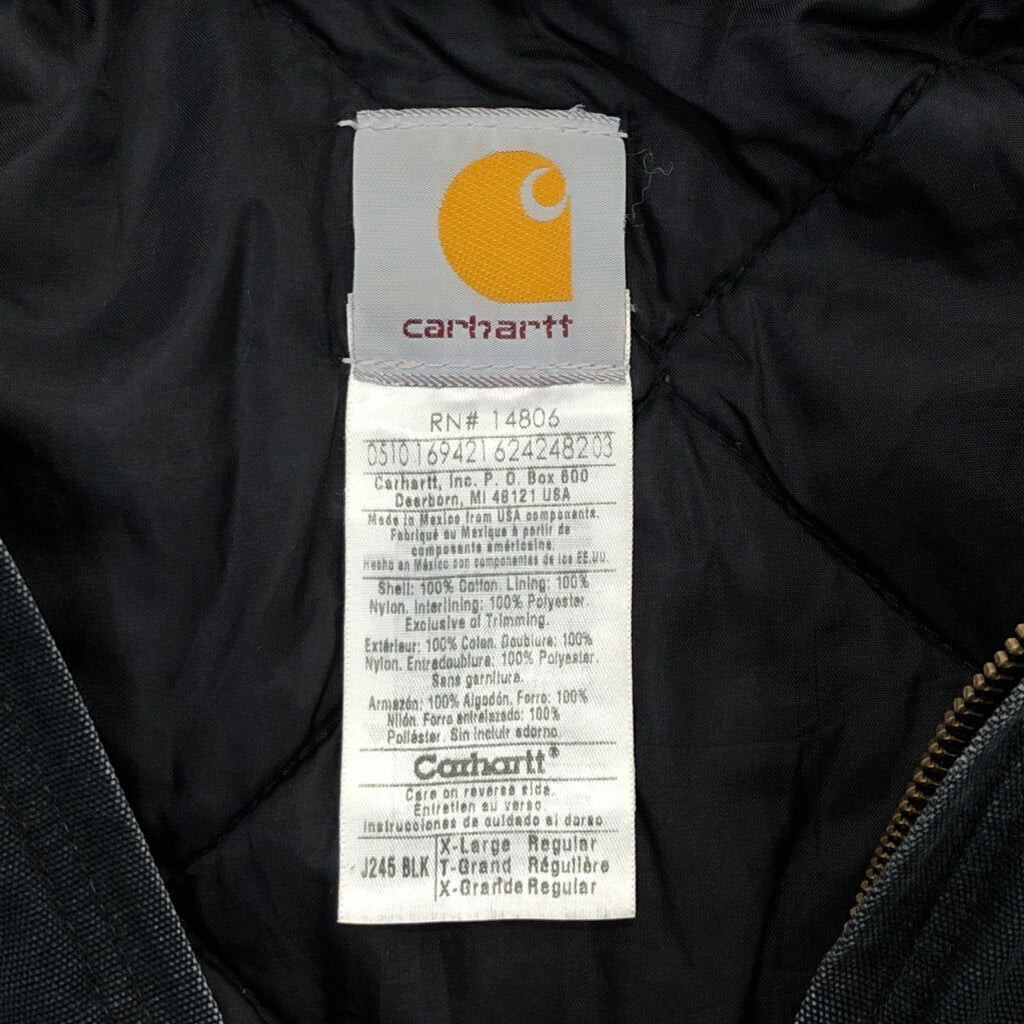 carhartt
RN# 14806
0510169421624248203
Carhartt, Inc. P. O. Box 600
Dearborn, MI 48121 USA
Made in Mexico from USA components.
Fabriqué au Mexique à partir de
composants américains.
Hecho en México con componentes de los EE.UU.
Shell: 100% Cotton. Lining: 100%
Nylon. Interlining: 100% Polyester.
Exclusive of Trimming.
Extérieur: 100% Coton. Doublure: 100%
Nylon. Entredoublure: 100% Polyester.
Sans garniture.
Armazón: 100% Algodón. Forro: 100%
Nilón. Forro entrelazado: 100%
Poliéster. Sin incluir adorno.
Carhartt®
Care on reverse side.
Entretien au verso
Instrucciones de cuidado al dorso
X-Large Regular
J245 BLK T-Grand Régulière
X-Grande Regular